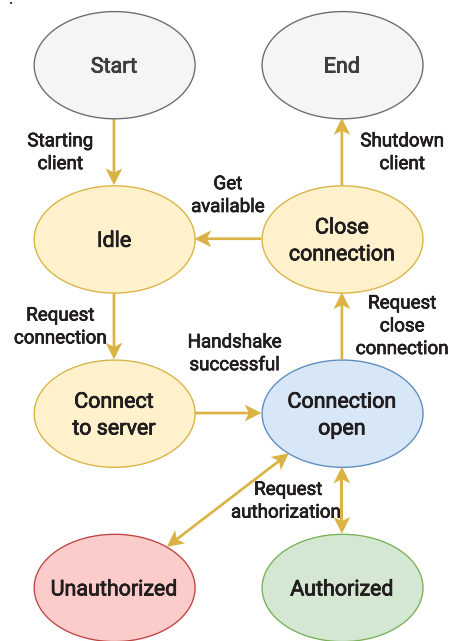 Start
End
Starting
client
Shutdown
client
Get
available
Idle
Close
connection
Request
connection
Request
close
connection
Handshake
successful
Connect
to server
Connection
open
Request
authorization
Unauthorized
Authorized